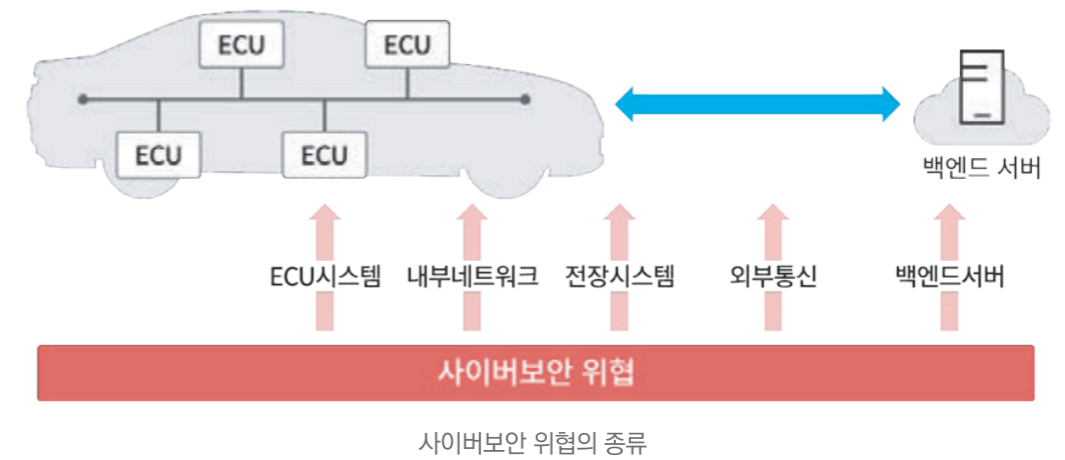 ECU
ECU
ECU
ECU
백엔드 서버
ECU시스템
내부네트워크
전장시스템
외부통신
백엔드서버
사이버보안 위협
사이버보안 위협의 종류